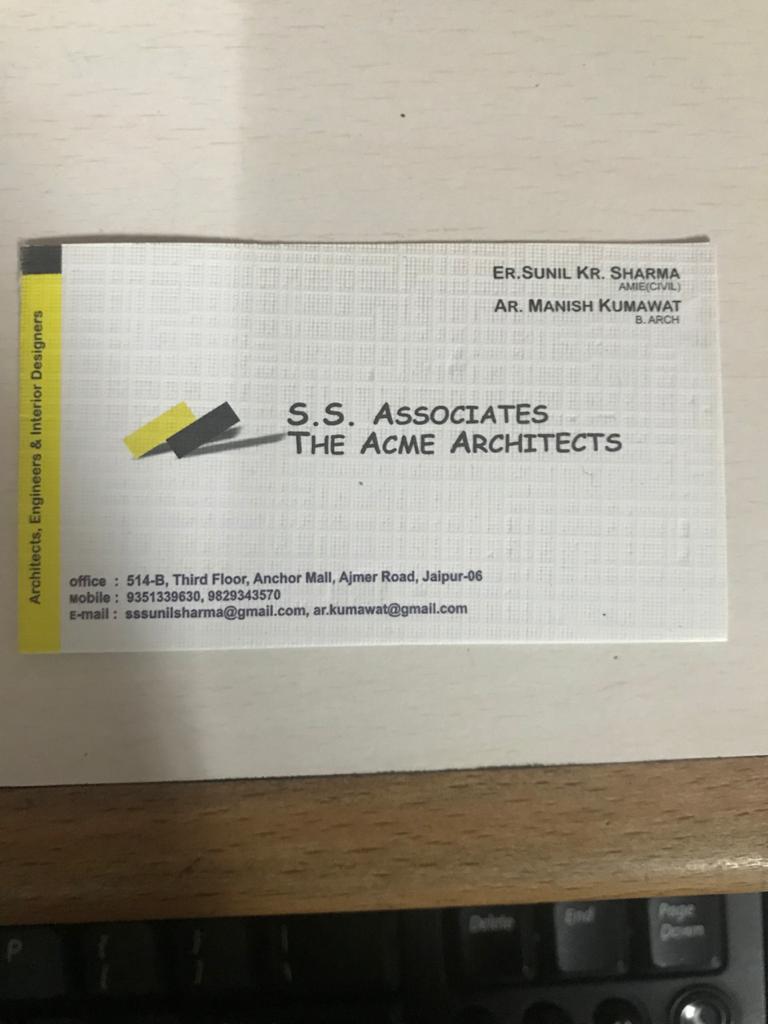 ER.SUNIL KR. SHARMA
AMIE(CIVIL)
AR. MANISH KUMAWAT
B. ARCH
Architects, Engineers & Interior Designers
S.S. ASSOCIATES
THE ACME ARCHITECTS
office : 514-B, Third Floor, Anchor Mall, Ajmer Road, Jaipur-06
Mobile : 9351339630, 9829343570
E-mail : sssunilsharma@gmail.com, ar.kumawat@gmail.com
Delete End Page Down
P { } |
[ ]